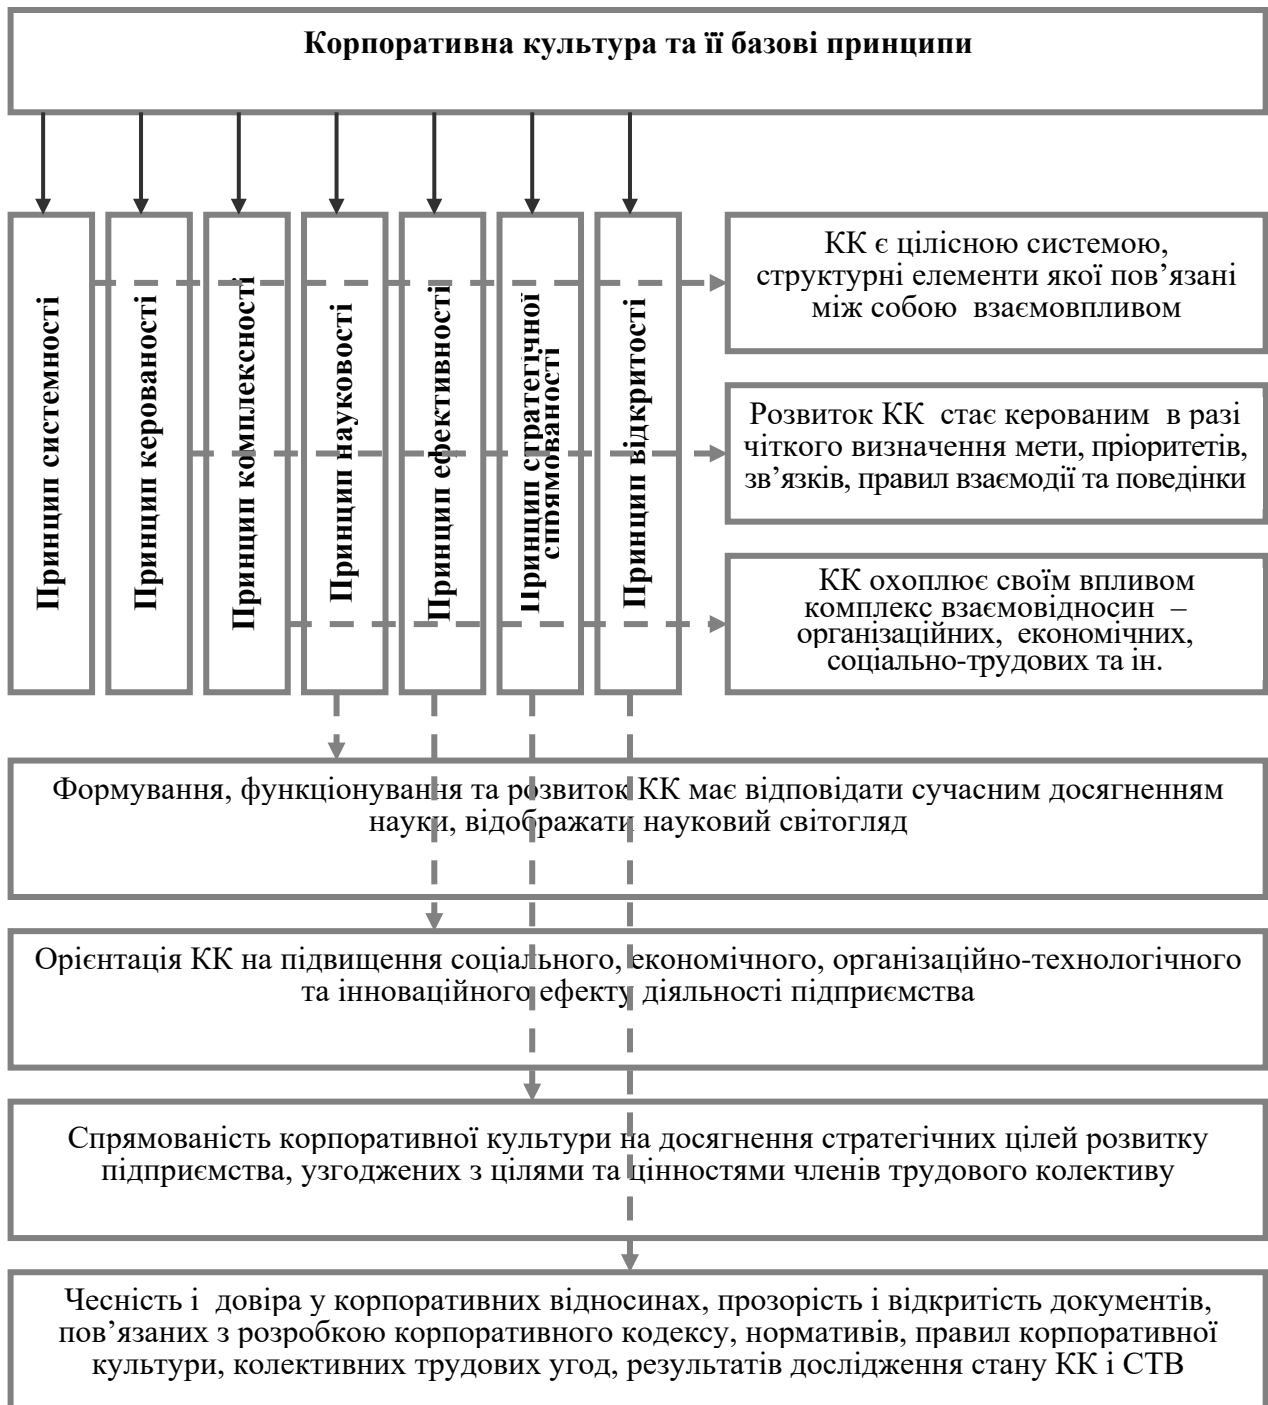 Корпоративна культура та її базові принципи
Принцип системності
Принцип керованості
Принцип комплексності
Принцип науковості
Принцип ефективності
Принцип стратегічної
спрямованості
Принцип відкритості
КК є цілісною системою,
структурні елементи якої пов’язані
між собою взаємовпливом
Розвиток КК стає керованим в разі
чіткого визначення мети, пріоритетів,
зв’язків, правил взаємодії та поведінки
КК охоплює своїм впливом
комплекс взаємовідносин –
організаційних, економічних,
соціально-трудових та ін.
Формування, функціонування та розвиток КК має відповідати сучасним досягненням
науки, відображати науковий світогляд
Орієнтація КК на підвищення соціального, економічного, організаційно-технологічного
та інноваційного ефекту діяльності підприємства
Спрямованість корпоративної культури на досягнення стратегічних цілей розвитку
підприємства, узгоджених з цілями та цінностями членів трудового колективу
Чесність і довіра у корпоративних відносинах, прозорість і відкритість документів,
пов’язаних з розробкою корпоративного кодексу, нормативів, правил корпоративної
культури, колективних трудових угод, результатів дослідження стану КК і СТВ